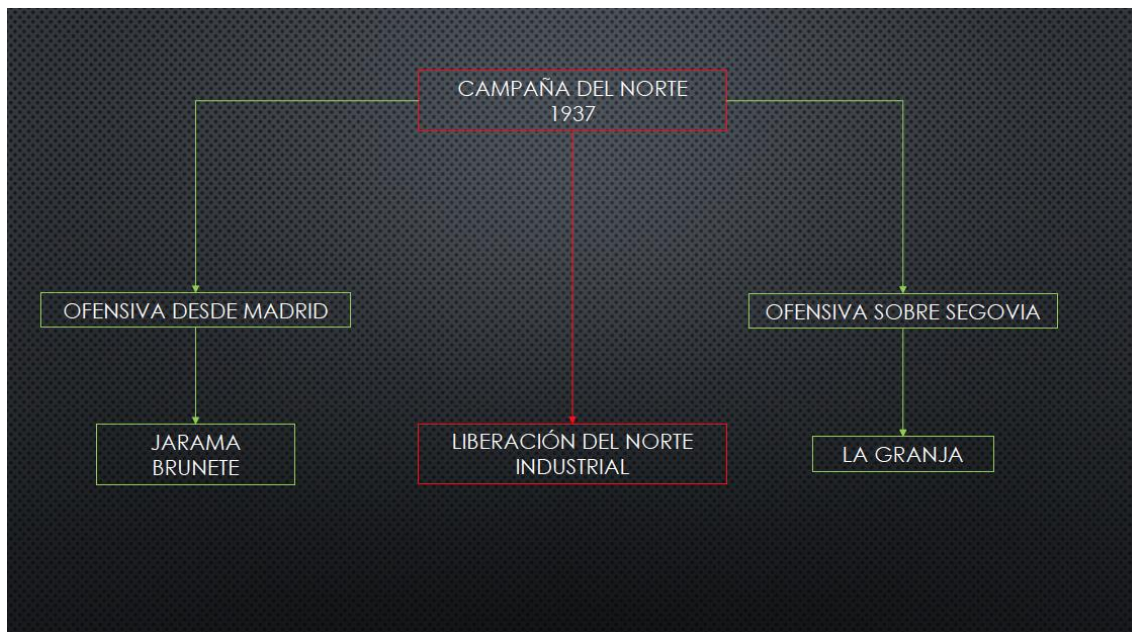 CAMPAÑA DEL NORTE
1937
OFENSIVA DESDE MADRID
OFENSIVA SOBRE SEGOVIA
JARAMA
BRUNETE
LIBERACIÓN DEL NORTE
INDUSTRIAL
LA GRANJA